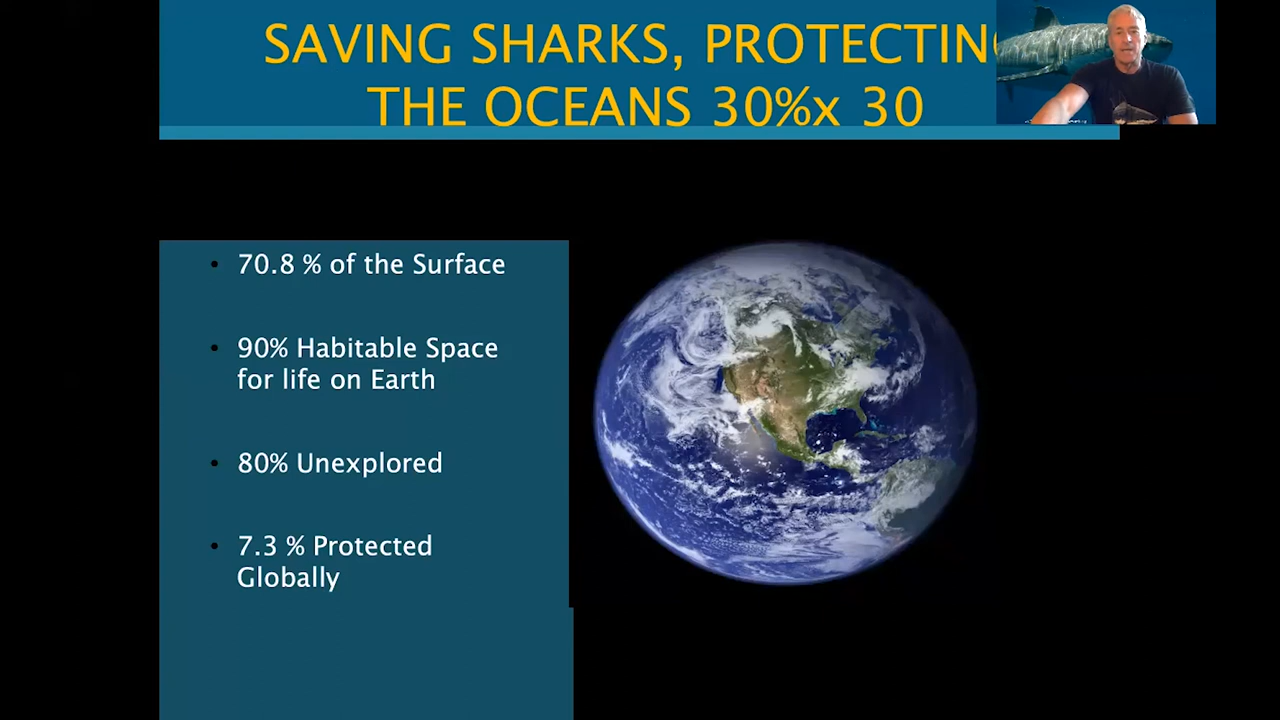 SAVING SHARKS, PROTECTIN
THE OCEANS 30%x 30
• 70.8 % of the Surface
• 90% Habitable Space
for life on Earth
• 80% Unexplored
• 7.3 % Protected
Globally